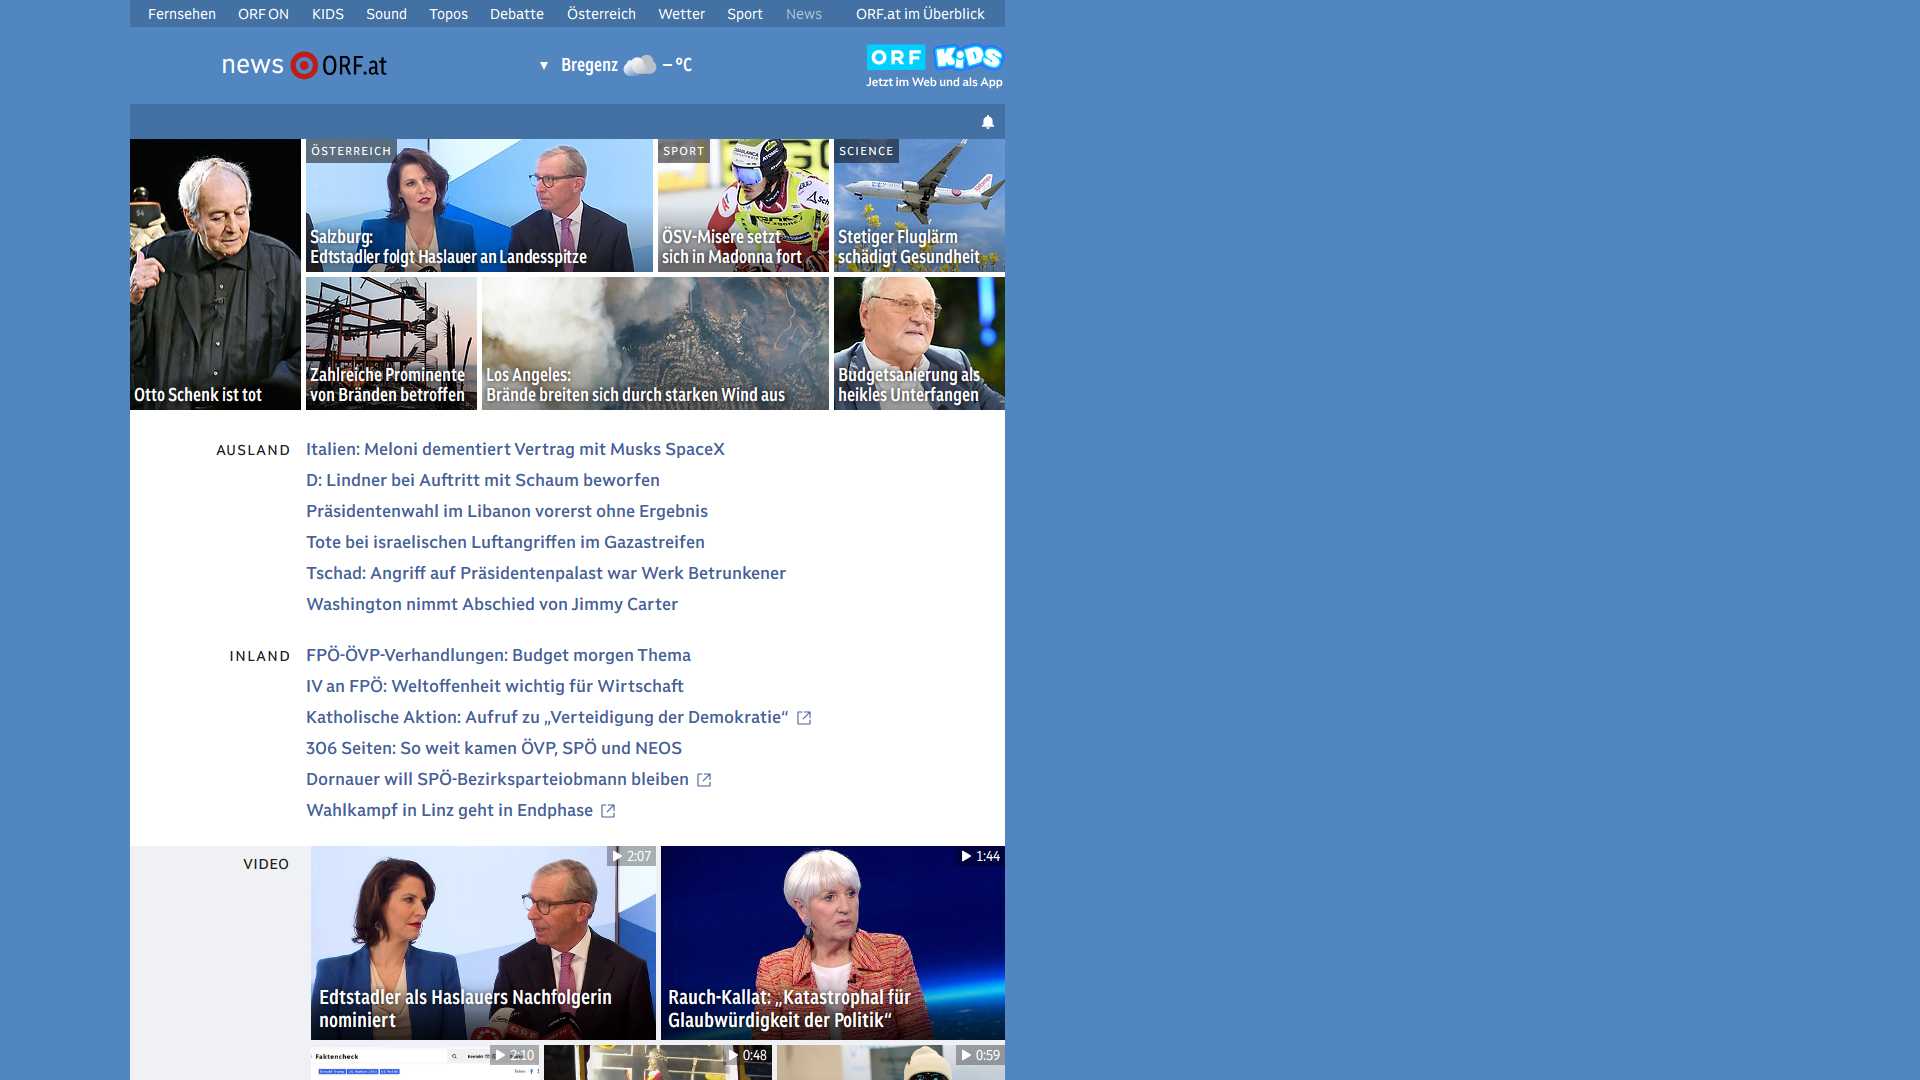 Fernsehen ORF ON KIDS Sound Topos Debatte Österreich Wetter Sport News ORF.at im Überblick
news ORF.at
▼ Bregenz – °C
ORF KiDS
Jetzt im Web und als App
Otto Schenk ist tot
ÖSTERREICH
Salzburg:
Edtstadler folgt Haslauer an Landesspitze
SPORT
ÖSV-Misere setzt
sich in Madonna fort
SCIENCE
Stetiger Fluglärm
schädigt Gesundheit
Zahlreiche Prominente
von Bränden betroffen
Los Angeles:
Brände breiten sich durch starken Wind aus
Budgetsanierung als
heikles Unterfangen
AUSLAND
Italien: Meloni dementiert Vertrag mit Musks SpaceX
D: Lindner bei Auftritt mit Schaum beworfen
Präsidentenwahl im Libanon vorerst ohne Ergebnis
Tote bei israelischen Luftangriffen im Gazastreifen
Tschad: Angriff auf Präsidentenpalast war Werk Betrunkener
Washington nimmt Abschied von Jimmy Carter
INLAND
FPÖ-ÖVP-Verhandlungen: Budget morgen Thema
IV an FPÖ: Weltoffenheit wichtig für Wirtschaft
Katholische Aktion: Aufruf zu „Verteidigung der Demokratie“
306 Seiten: So weit kamen ÖVP, SPÖ und NEOS
Dornauer will SPÖ-Bezirksparteiobmann bleiben
Wahlkampf in Linz geht in Endphase
VIDEO
2:07
Edtstadler als Haslauers Nachfolgerin
nominiert
1:44
Rauch-Kallat: „Katastrophal für
Glaubwürdigkeit der Politik“
Faktencheck
2:10
0:48
0:59